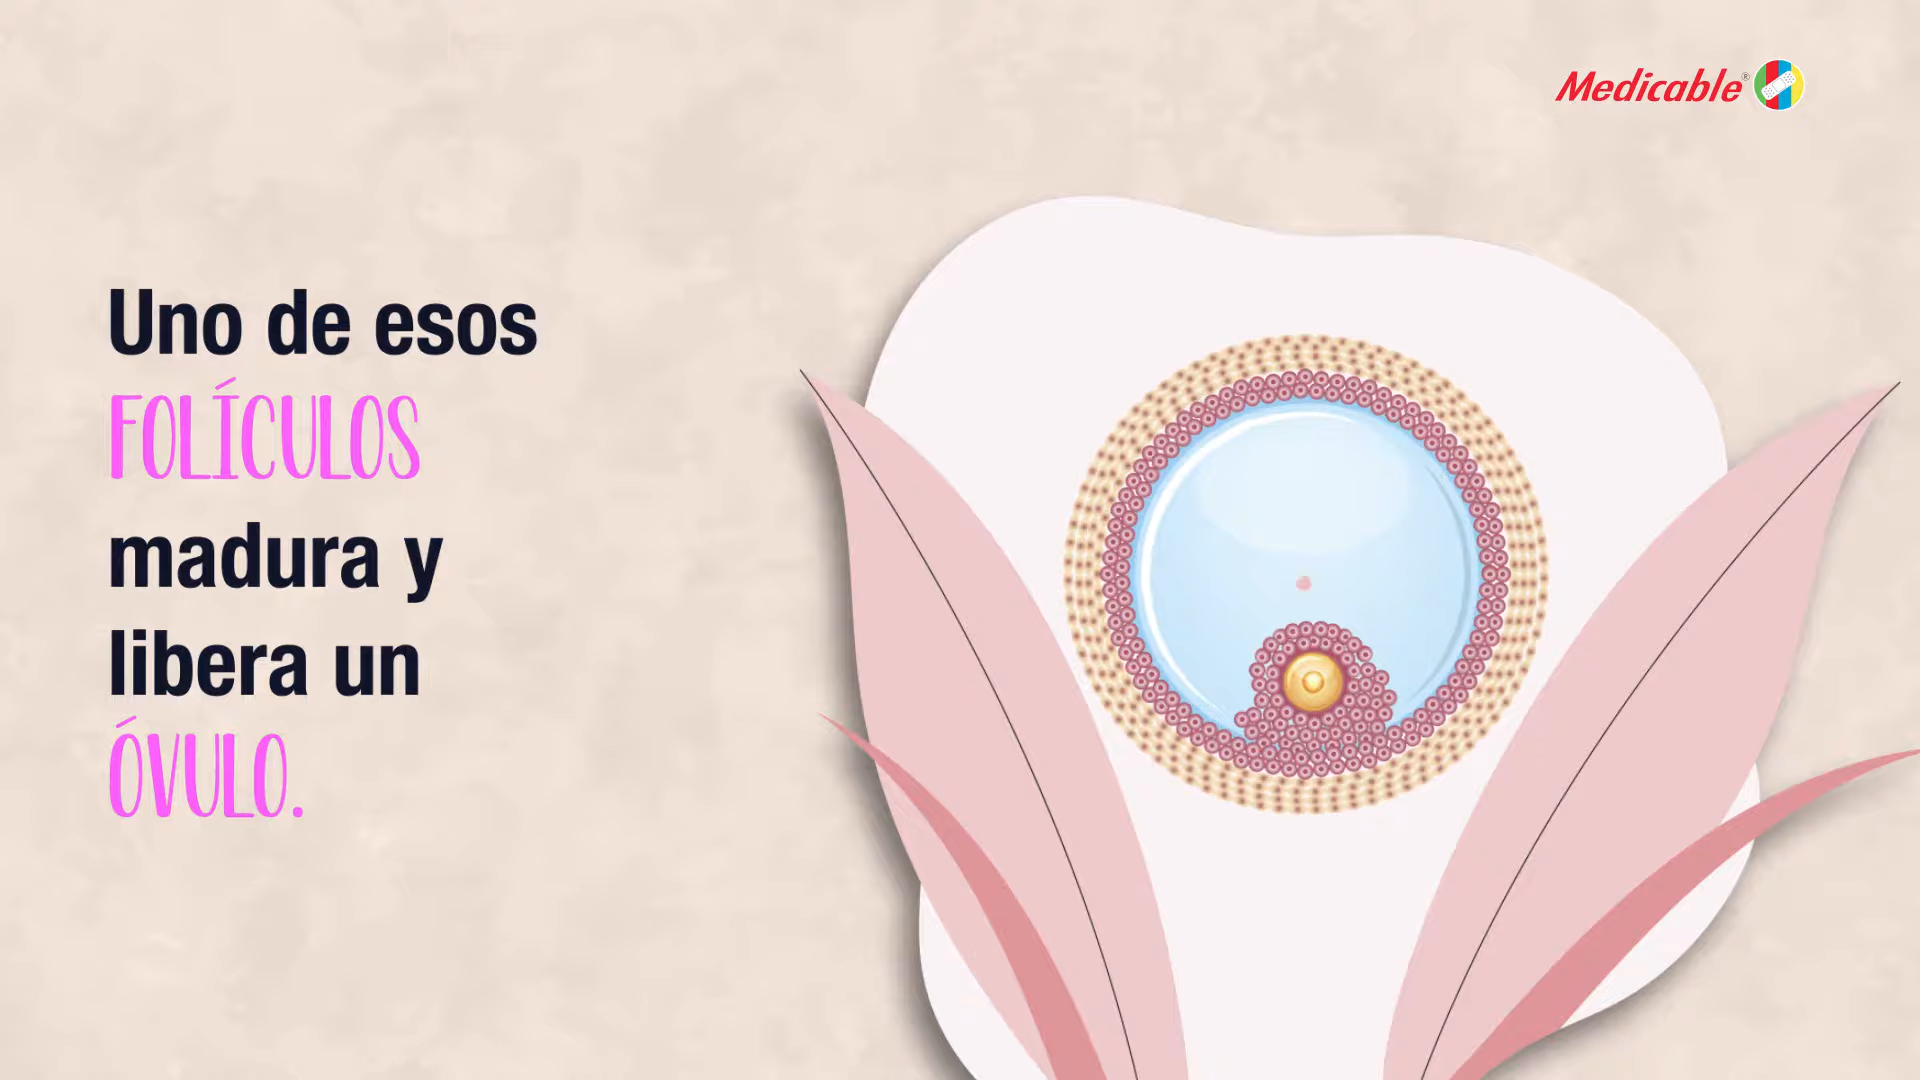 Medicable®
Uno de esos
FOLÍCULOS
madura y
libera un
ÓVULO.